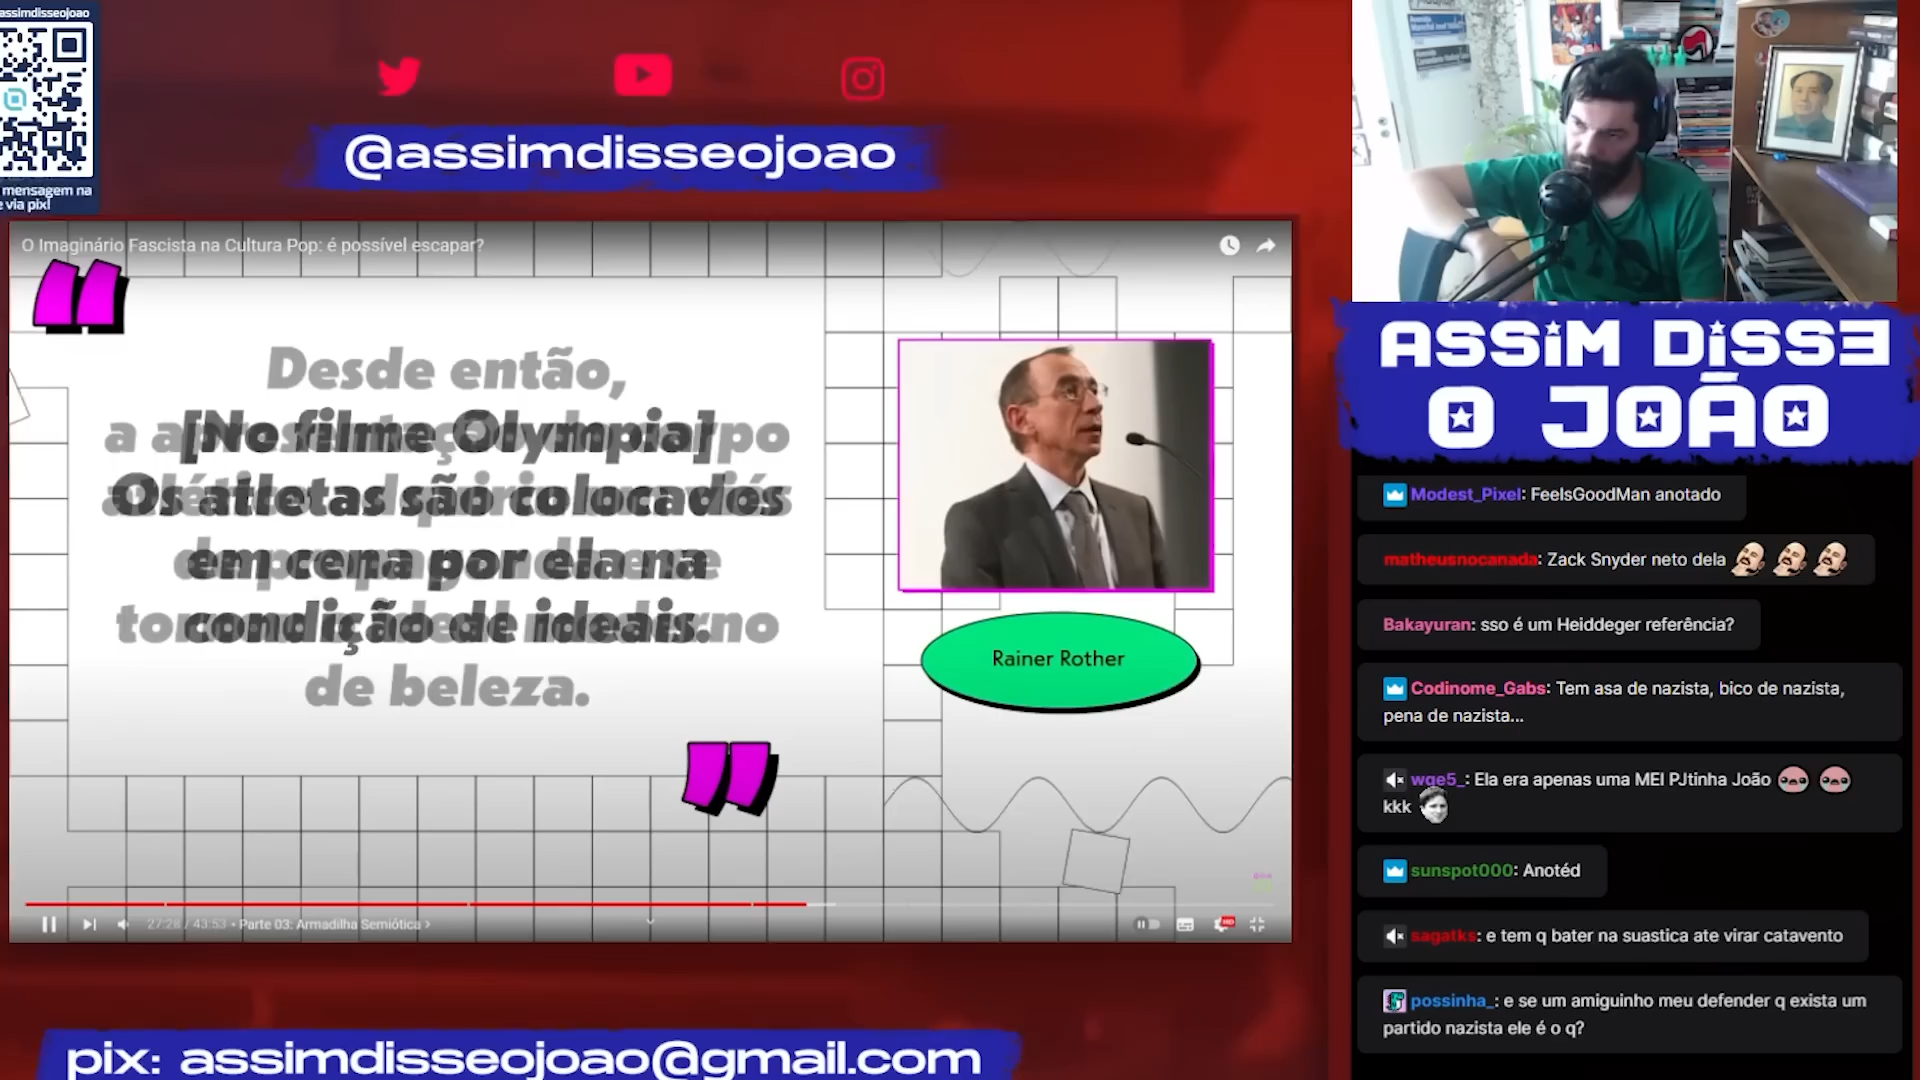 assimdisseojoao
mensagem na
e via pix!
@assimdisseojoao
O Imaginário Fascista na Cultura Pop: é possível escapar?
Desde então,
[No filme Olympia]
Os atletas são colocados
em cena por ela na
condição de ideais.
de beleza.
Rainer Rother
27:28 / 43:53 • Parte 03: Armadilha Semiótica >
HD
pix: assimdisseojoao@gmail.com
ASSIM DISSE
O JOÃO
Modest_Pixel: FeelsGoodMan anotado
matheusnocanada: Zack Snyder neto dela
Bakayuran: sso é um Heiddeger referência?
Codinome_Gabs: Tem asa de nazista, bico de nazista,
pena de nazista...
wge5_: Ela era apenas uma MEI PJtinha João
kkk
sunspot000: Anotéd
sagatks: e tem q bater na suastica ate virar catavento
possinha_: e se um amiguinho meu defender q exista um
partido nazista ele é o q?